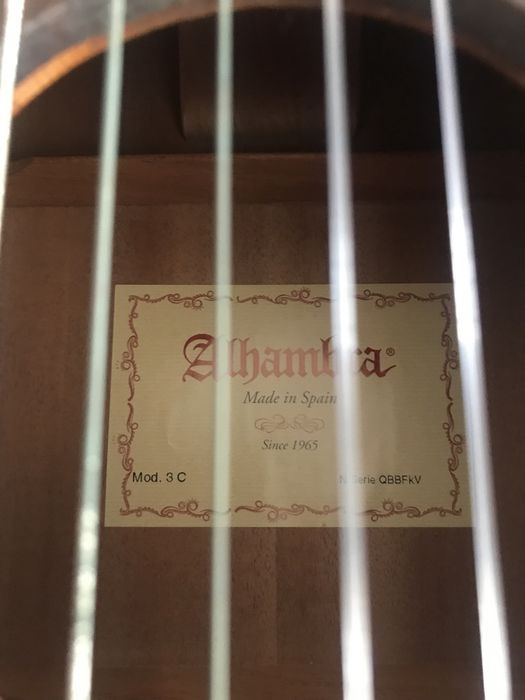 Alhambra®
Made in Spain
Since 1965
Mod. 3 C
Nº Serie QBBFkV